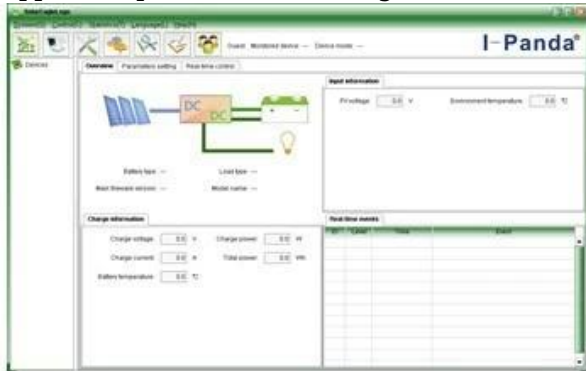 SolarEagleLogic
Guest Monitored device -- Device mode --
I-Panda
Devices
Overview Parameters setting Real-time control
DC
DC
Battery type --
Load type --
Main firmware version --
Model name --
Input information
PV voltage 0.0 V
Environment temperature 0.0 °C
Charge information
Charge voltage 0.0 V
Charge power 0.0 W
Charge current 0.0 A
Total power 0.0 Wh
Battery temperature 0.0 °C
Real-time events
ID Level Time Event